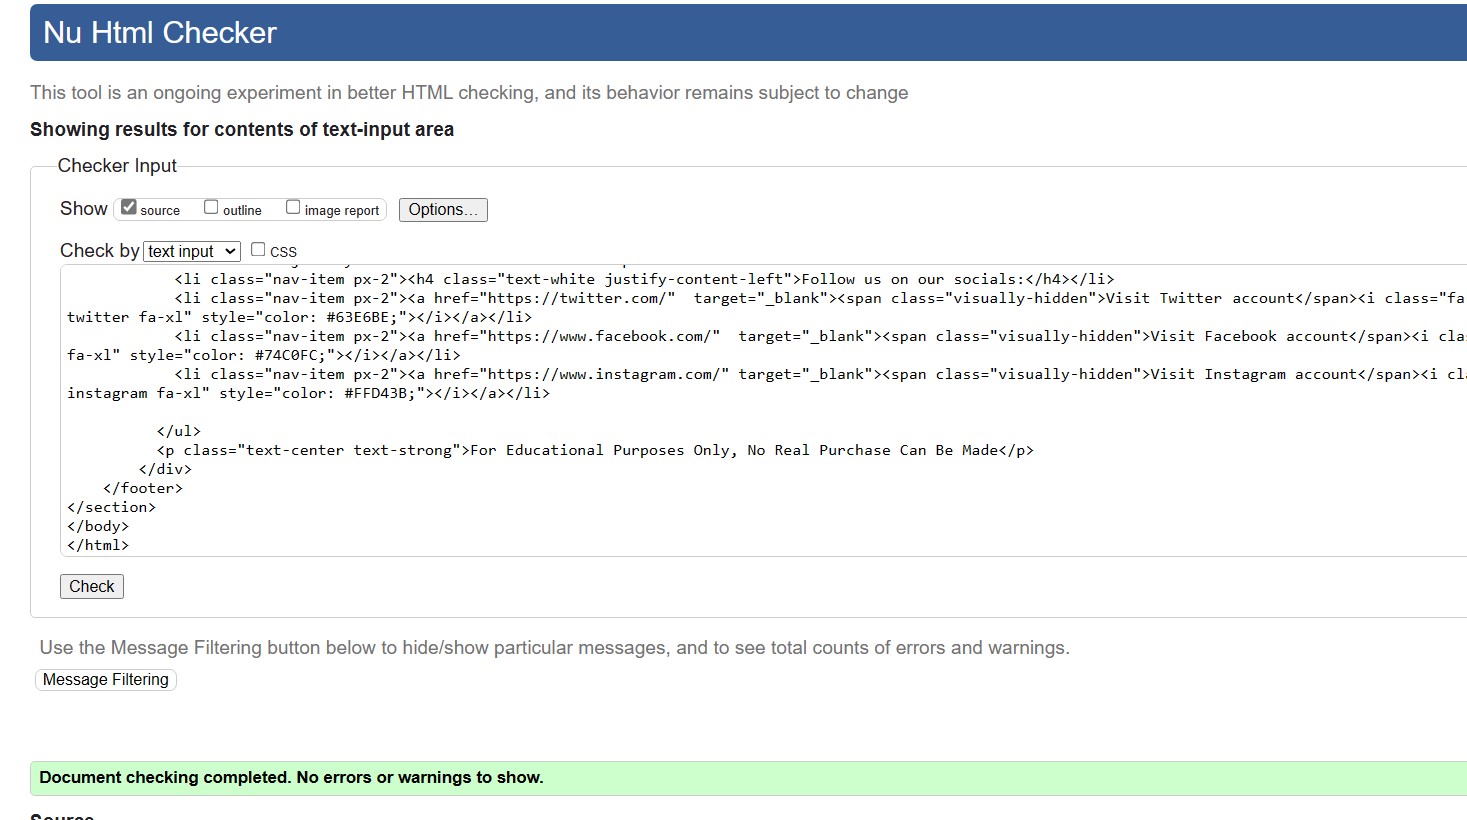 Nu Html Checker
This tool is an ongoing experiment in better HTML checking, and its behavior remains subject to change
Showing results for contents of text-input area
Checker Input
Show source outline image report Options...
Check by text input CSS
<li class="nav-item px-2"><h4 class="text-white justify-content-left">Follow us on our socials:</h4></li>
<li class="nav-item px-2"><a href="https://twitter.com/"  target="_blank"><span class="visually-hidden">Visit Twitter account</span><i class="fa
twitter fa-xl" style="color: #63E6BE;"></i></a></li>
<li class="nav-item px-2"><a href="https://www.facebook.com/"  target="_blank"><span class="visually-hidden">Visit Facebook account</span><i cla
fa-xl" style="color: #74C0FC;"></i></a></li>
<li class="nav-item px-2"><a href="https://www.instagram.com/" target="_blank"><span class="visually-hidden">Visit Instagram account</span><i cl
instagram fa-xl" style="color: #FFD43B;"></i></a></li>
</ul>
<p class="text-center text-strong">For Educational Purposes Only, No Real Purchase Can Be Made</p>
</div>
</footer>
</section>
</body>
</html>
Check
Use the Message Filtering button below to hide/show particular messages, and to see total counts of errors and warnings.
Message Filtering
Document checking completed. No errors or warnings to show.
Source